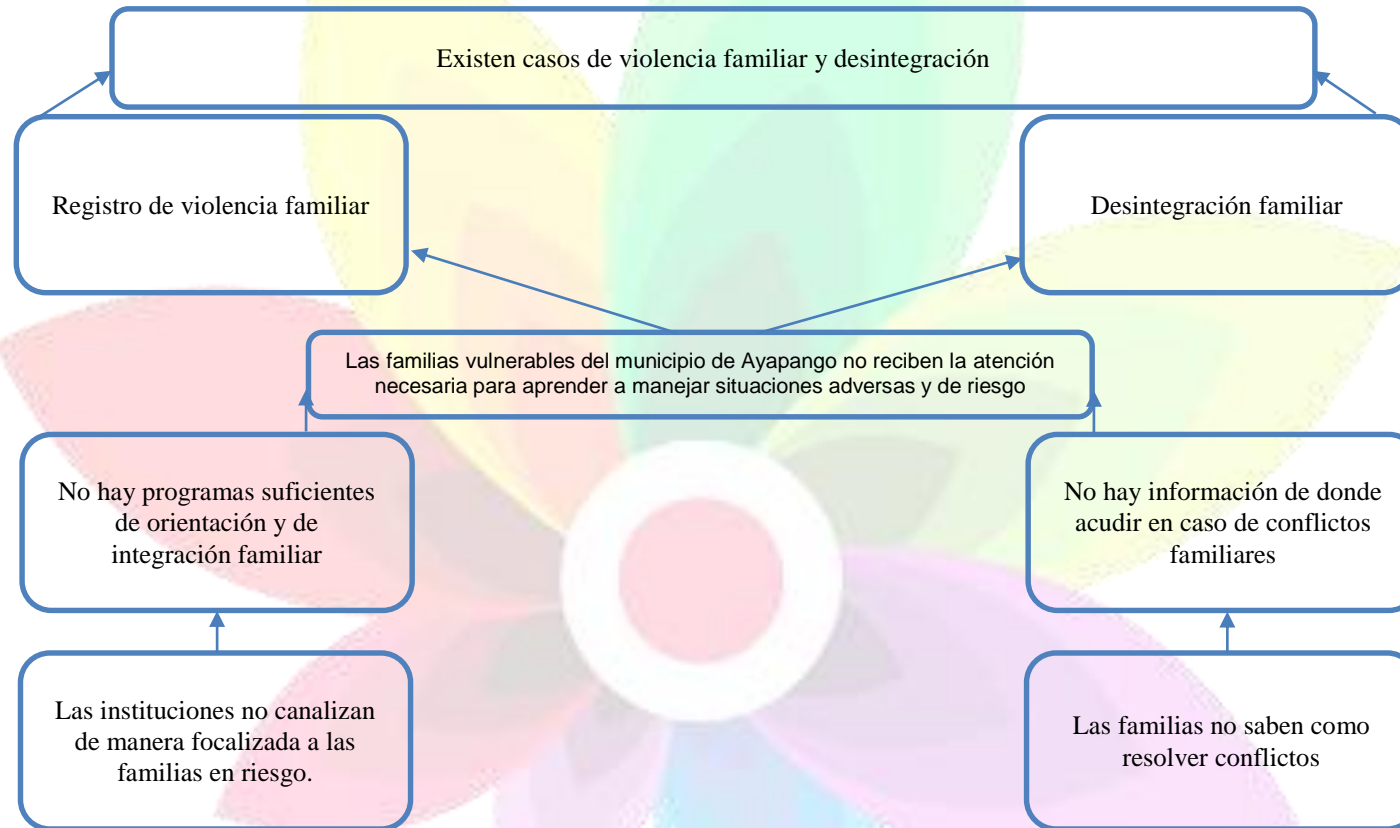 Existen casos de violencia familiar y desintegración
Registro de violencia familiar
Desintegración familiar
Las familias vulnerables del municipio de Ayapango no reciben la atención
necesaria para aprender a manejar situaciones adversas y de riesgo
No hay programas suficientes
de orientación y de
integración familiar
No hay información de donde
acudir en caso de conflictos
familiares
Las instituciones no canalizan
de manera focalizada a las
familias en riesgo.
Las familias no saben como
resolver conflictos